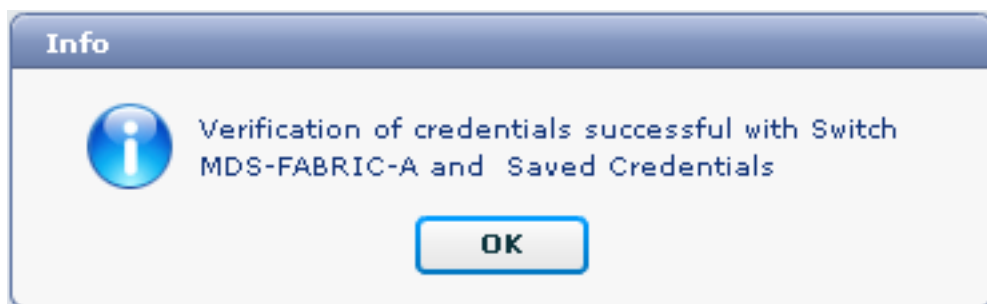 Info
Verification of credentials successful with Switch
MDS-FABRIC-A and  Saved Credentials
OK